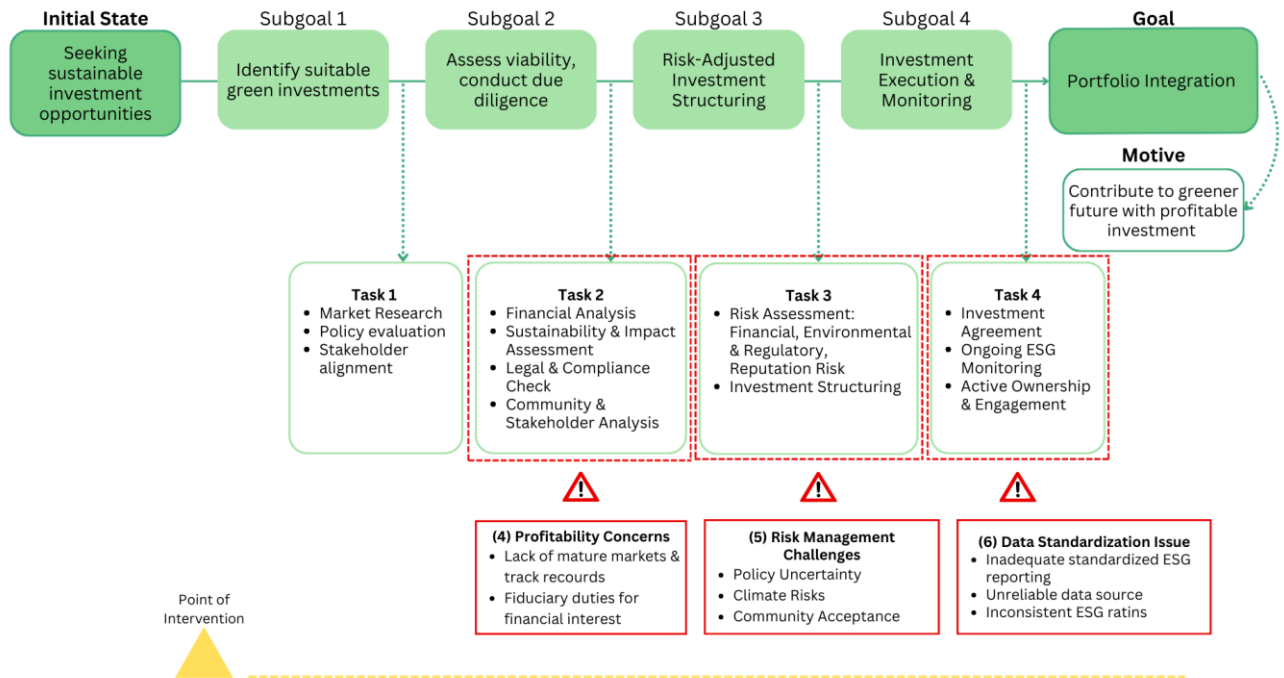 Initial State
Subgoal 1
Subgoal 2
Subgoal 3
Subgoal 4
Goal
Seeking
sustainable
investment
opportunities
Identify suitable
green investments
Assess viability,
conduct due
diligence
Risk-Adjusted
Investment
Structuring
Investment
Execution &
Monitoring
Portfolio Integration
Motive
Contribute to greener
future with profitable
investment
Task 1
• Market Research
• Policy evaluation
• Stakeholder
alignment
Task 2
• Financial Analysis
• Sustainability & Impact
Assessment
• Legal & Compliance
Check
• Community &
Stakeholder Analysis
Task 3
• Risk Assessment:
Financial, Environmental
& Regulatory,
Reputation Risk
• Investment Structuring
Task 4
• Investment
Agreement
• Ongoing ESG
Monitoring
• Active Ownership
& Engagement
(4) Profitability Concerns
• Lack of mature markets &
track recourds
• Fiduciary duties for
financial interest
(5) Risk Management
Challenges
• Policy Uncertainty
• Climate Risks
• Community Acceptance
(6) Data Standardization Issue
• Inadequate standardized ESG
reporting
• Unreliable data source
• Inconsistent ESG ratins
Point of
Intervention